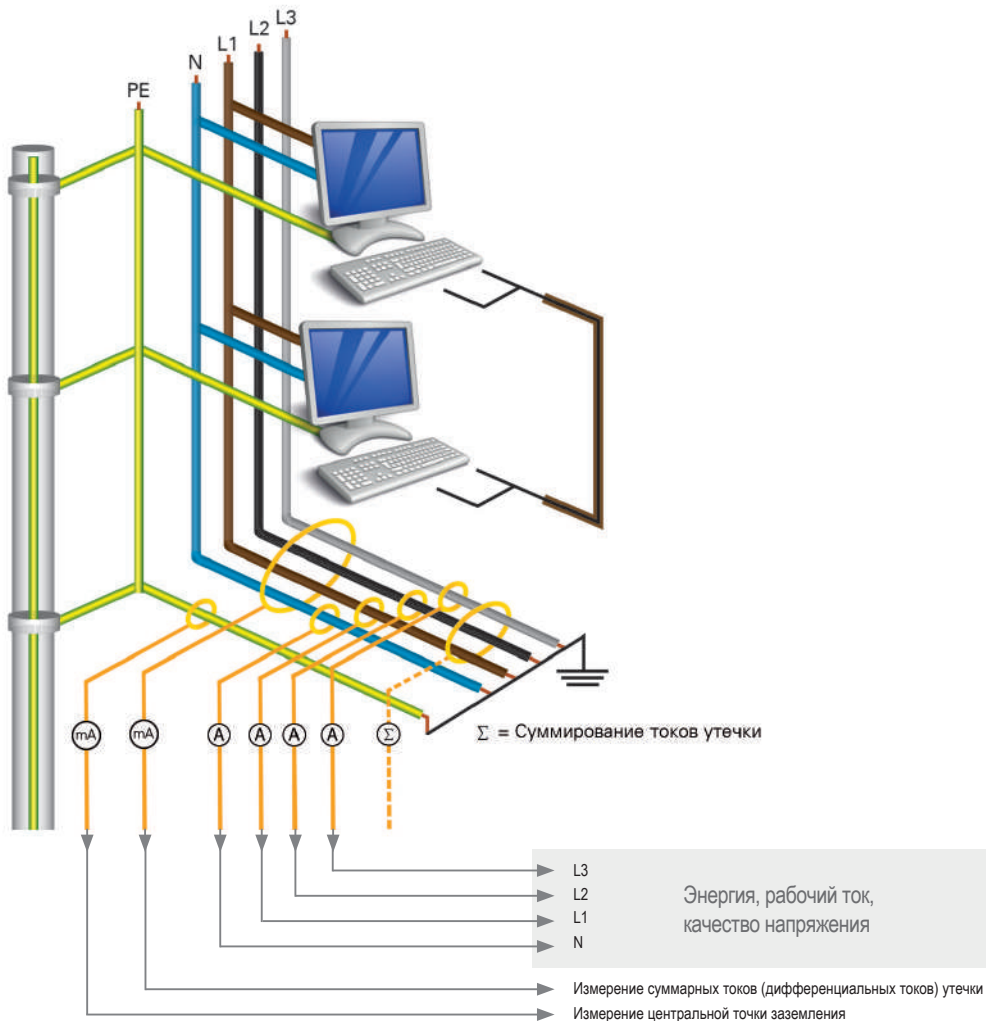 L3
L2
L1
N
PE
mA
mA
A
A
A
A
Σ
Σ = Суммирование токов утечки
L3
L2
L1
N
Энергия, рабочий ток,
качество напряжения
Измерение суммарных токов (дифференциальных токов) утечки
Измерение центральной точки заземления